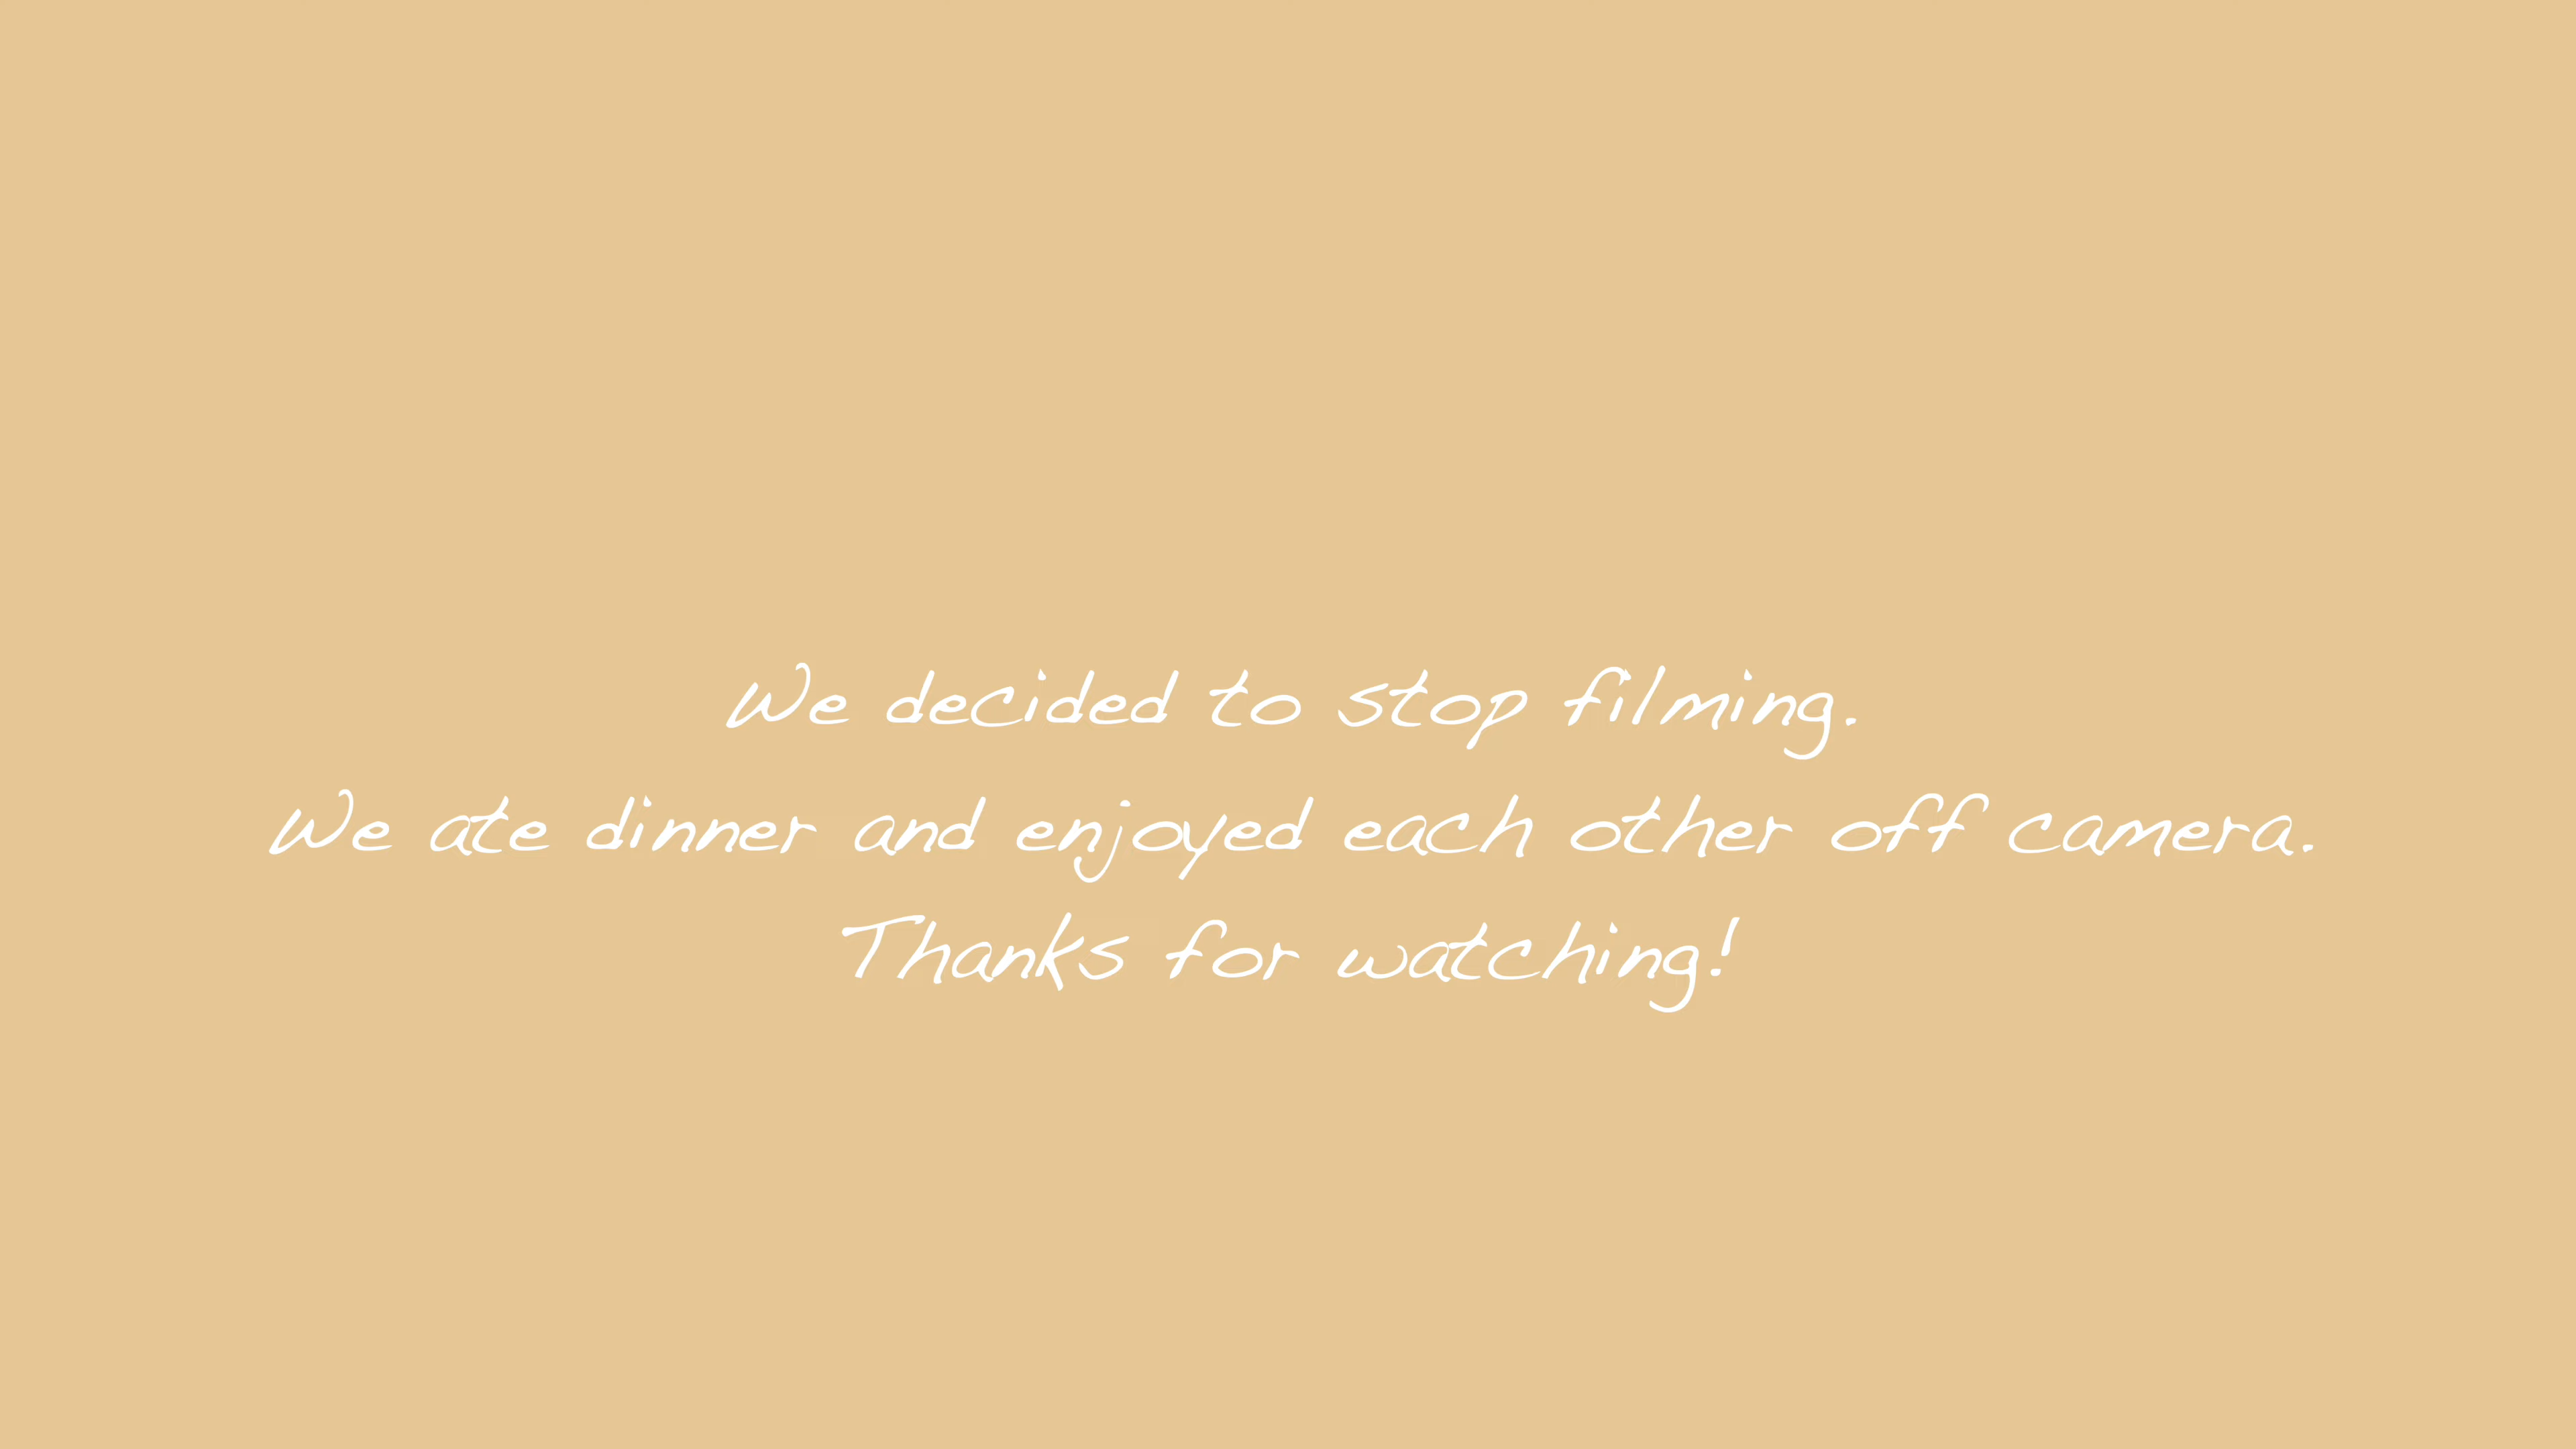 We decided to stop filming.
We ate dinner and enjoyed each other off camera.
Thanks for watching!